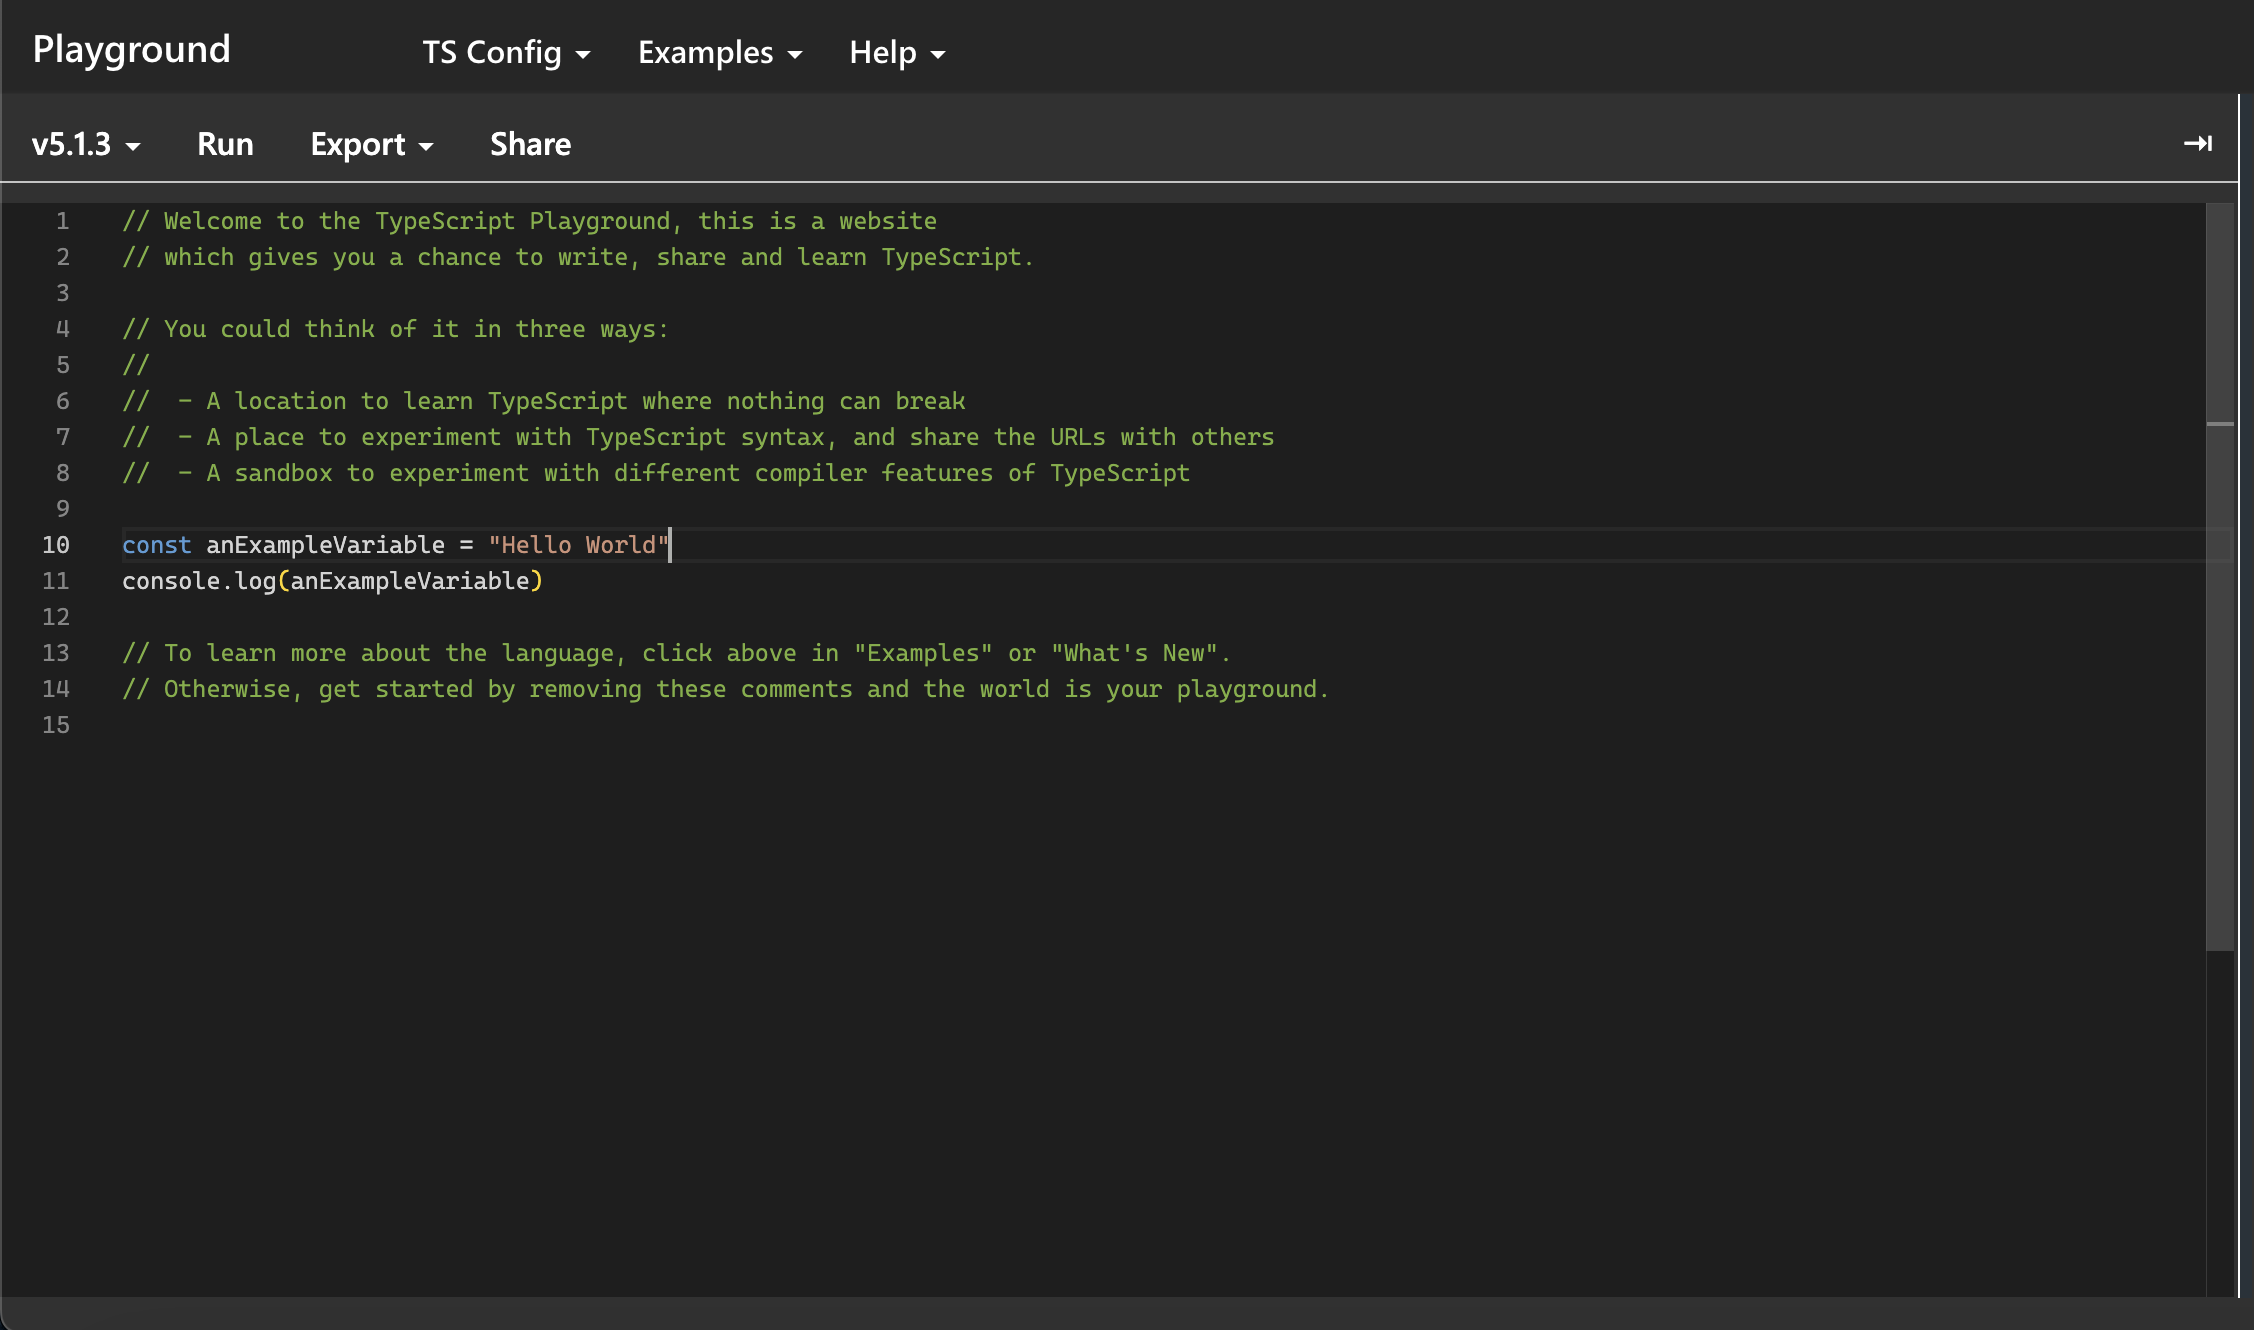 Playground TS Config Examples Help
v5.1.3 Run Export Share
1 // Welcome to the TypeScript Playground, this is a website
2 // which gives you a chance to write, share and learn TypeScript.
3
4 // You could think of it in three ways:
5 //
6 //  - A location to learn TypeScript where nothing can break
7 //  - A place to experiment with TypeScript syntax, and share the URLs with others
8 //  - A sandbox to experiment with different compiler features of TypeScript
9
10 const anExampleVariable = "Hello World"
11 console.log(anExampleVariable)
12
13 // To learn more about the language, click above in "Examples" or "What's New".
14 // Otherwise, get started by removing these comments and the world is your playground.
15